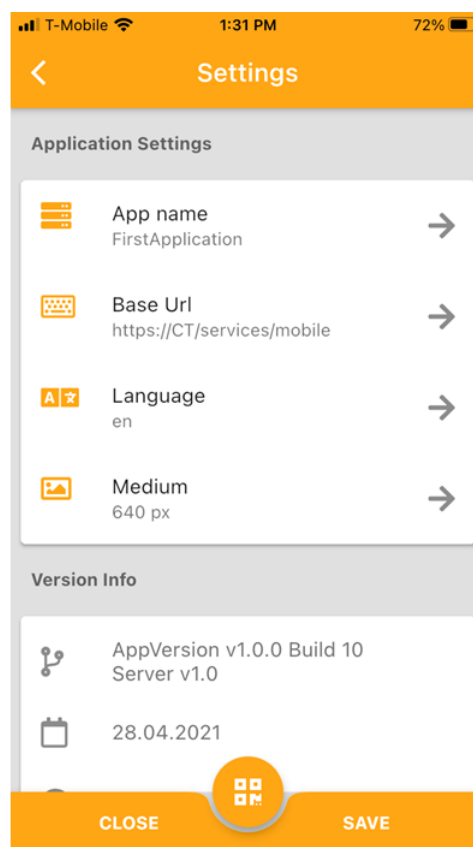 T-Mobile 1:31 PM 72%
Settings
Application Settings
App name
FirstApplication
Base Url
https://CT/services/mobile
Language
en
Medium
640 px
Version Info
AppVersion v1.0.0 Build 10
Server v1.0
28.04.2021
CLOSE SAVE